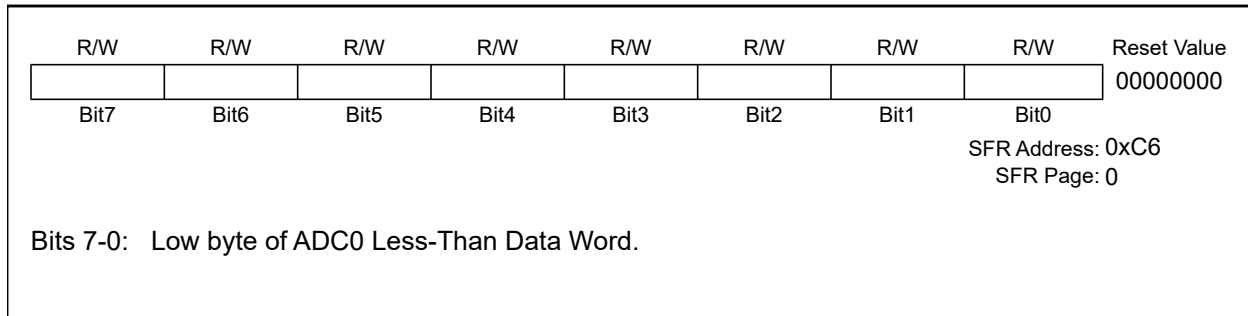 R/W R/W R/W R/W R/W R/W R/W R/W Reset Value
00000000
Bit7 Bit6 Bit5 Bit4 Bit3 Bit2 Bit1 Bit0
SFR Address: 0xC6
SFR Page: 0
Bits 7-0: Low byte of ADC0 Less-Than Data Word.